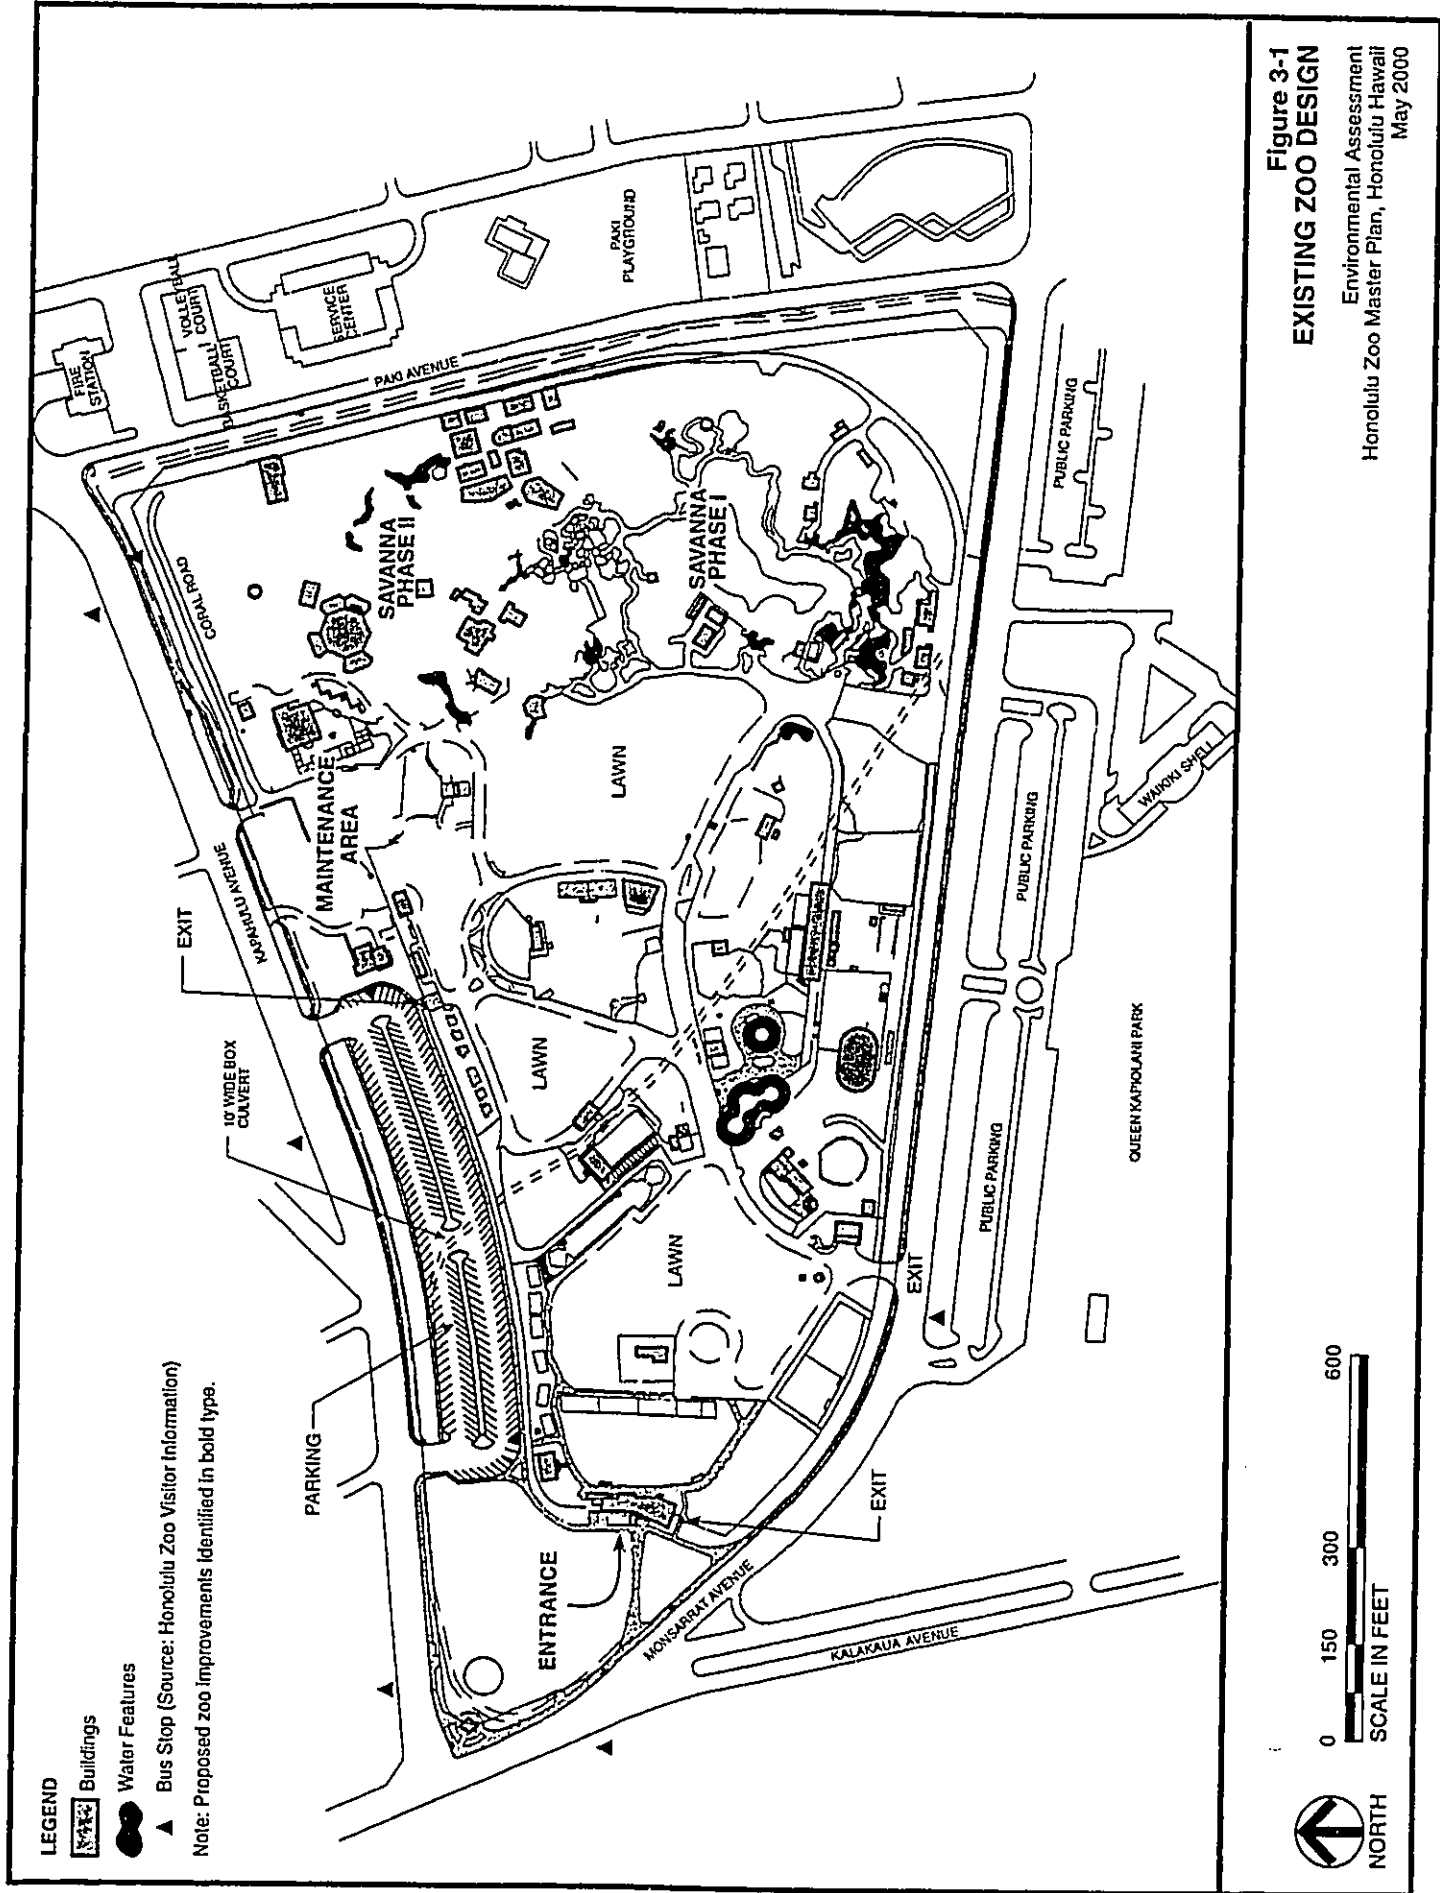 LEGEND
Buildings
Water Features
Bus Stop (Source: Honolulu Zoo Visitor Information)
Note: Proposed zoo improvements identified in bold type.
FIRE
STATION
VOLLEYBALL
COURT
BASKETBALL
COURT
SERVICE
CENTER
PAKI
PLAYGROUND
PAKI AVENUE
CORAL ROAD
KAPAHULU AVENUE
EXIT
10' WIDE BOX
CULVERT
PARKING
MAINTENANCE
AREA
SAVANNA
PHASE II
SAVANNA
PHASE I
LAWN
LAWN
LAWN
ENTRANCE
EXIT
EXIT
MONSARRAT AVENUE
KALAKAUA AVENUE
PUBLIC PARKING
PUBLIC PARKING
PUBLIC PARKING
WAIKIKI SHELL
QUEEN KAPIOLANI PARK
NORTH
0 150 300 600
SCALE IN FEET
Figure 3-1
EXISTING ZOO DESIGN
Environmental Assessment
Honolulu Zoo Master Plan, Honolulu Hawaii
May 2000